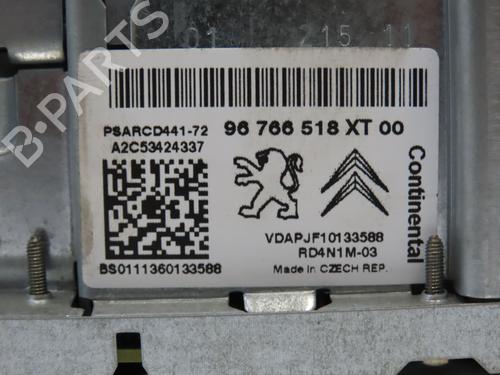 01 215 11
PSARCD441-72 96 766 518 XT 00
A2C53424337
Continental
VDAPJF10133588
RD4N1M-03
BS0111360133588 Made in CZECH REP.
B-PARTS